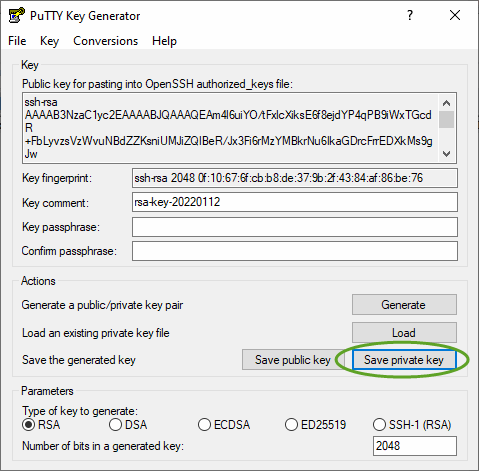 PuTTY Key Generator
File Key Conversions Help
Key
Public key for pasting into OpenSSH authorized_keys file:
ssh-rsa
AAAAB3NzaC1yc2EAAAABJQAAAQEAm4l6uiYO/tFxlcXiksE6f8ejdYP4qPB9iWxTGcd
R
+FbLyvzsVzWvuNBdZZKsniUMJiZQIBeR/Jx3Fi6rMzYMBkrNu6IkaGDrcFrrEDXkMs9g
Jw
Key fingerprint: ssh-rsa 2048 0f:10:67:6f:cb:b8:de:37:9b:2f:43:84:af:86:be:76
Key comment: rsa-key-20220112
Key passphrase:
Confirm passphrase:
Actions
Generate a public/private key pair Generate
Load an existing private key file Load
Save the generated key Save public key Save private key
Parameters
Type of key to generate:
RSA DSA ECDSA ED25519 SSH-1 (RSA)
Number of bits in a generated key: 2048